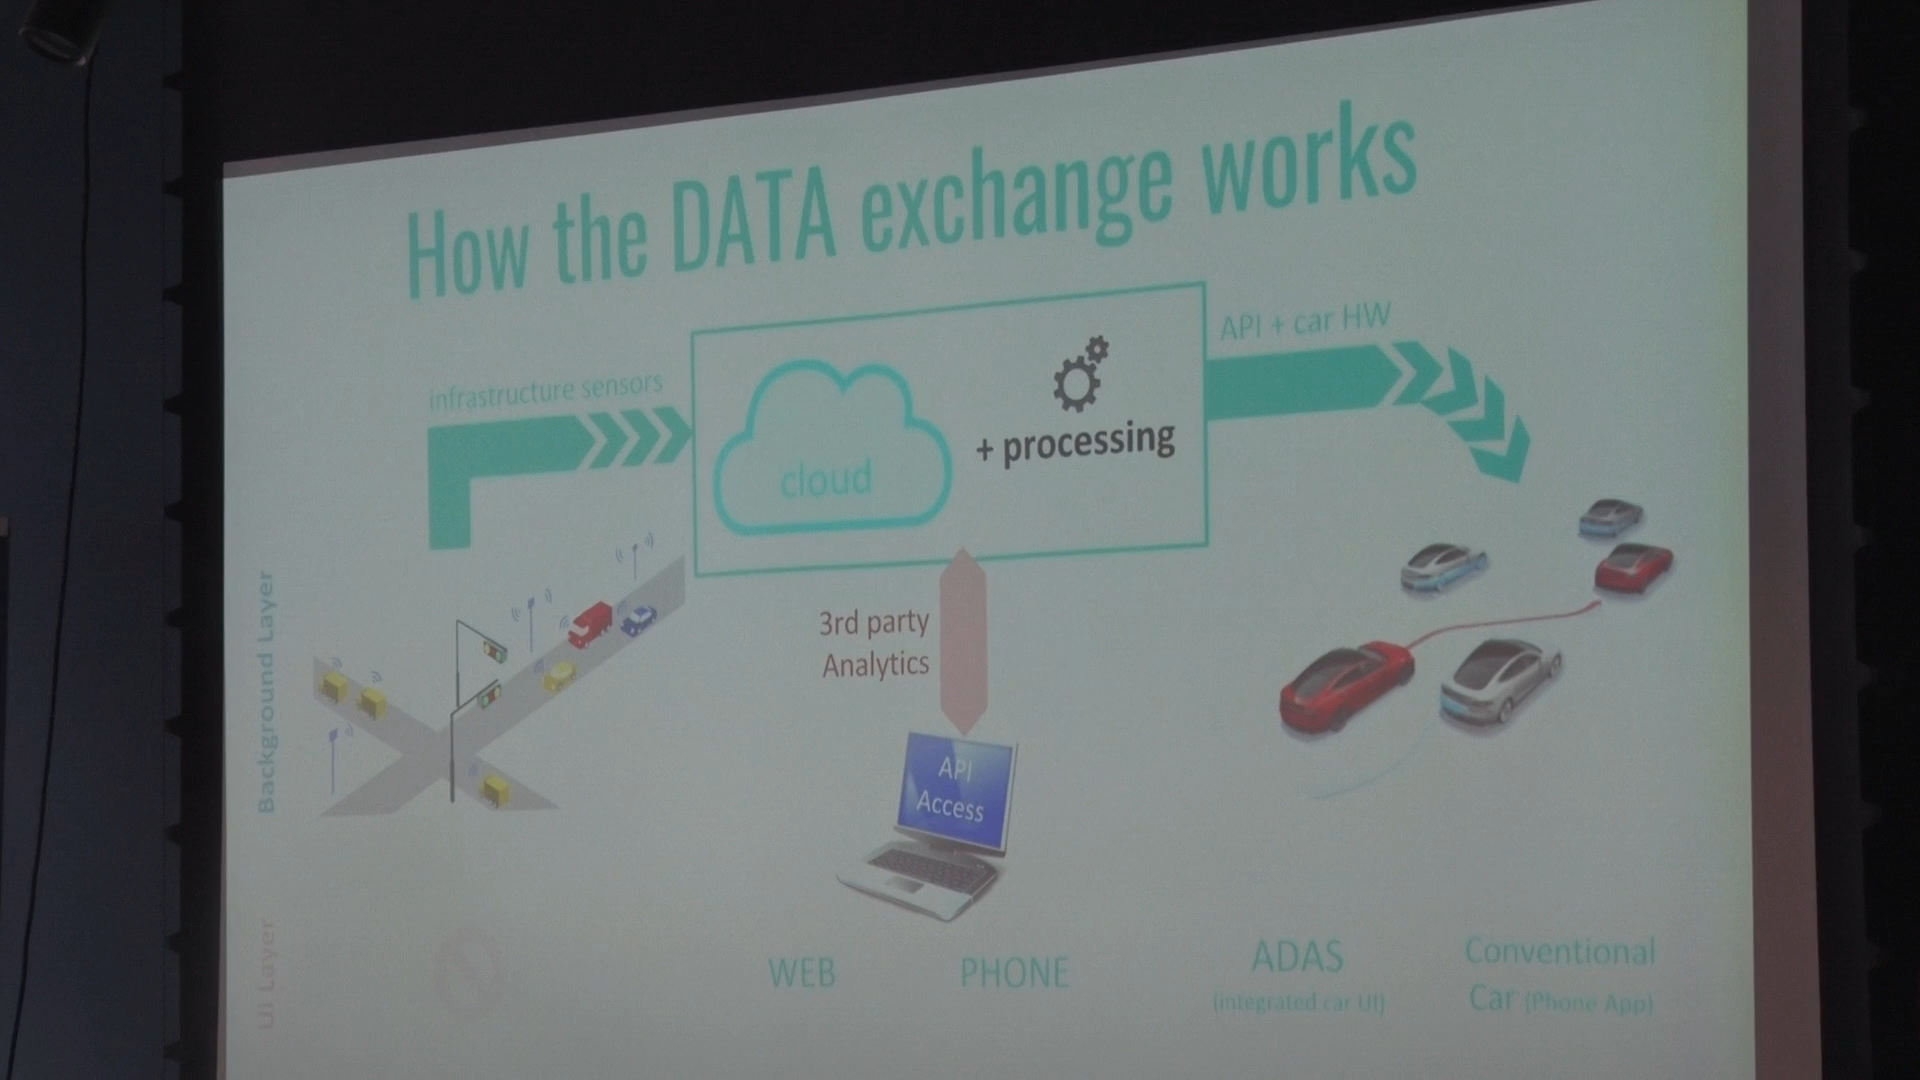 How the DATA exchange works
infrastructure sensors
cloud
+ processing
API + car HW
3rd party
Analytics
API
Access
Background Layer
UI Layer
WEB
PHONE
ADAS
(integrated car UI)
Conventional
Car (Phone App)